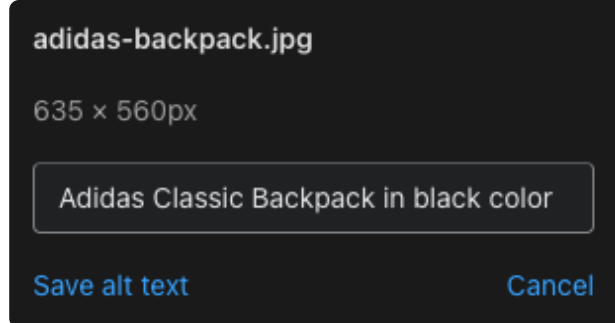 adidas-backpack.jpg
635 × 560px
Adidas Classic Backpack in black color
Save alt text Cancel